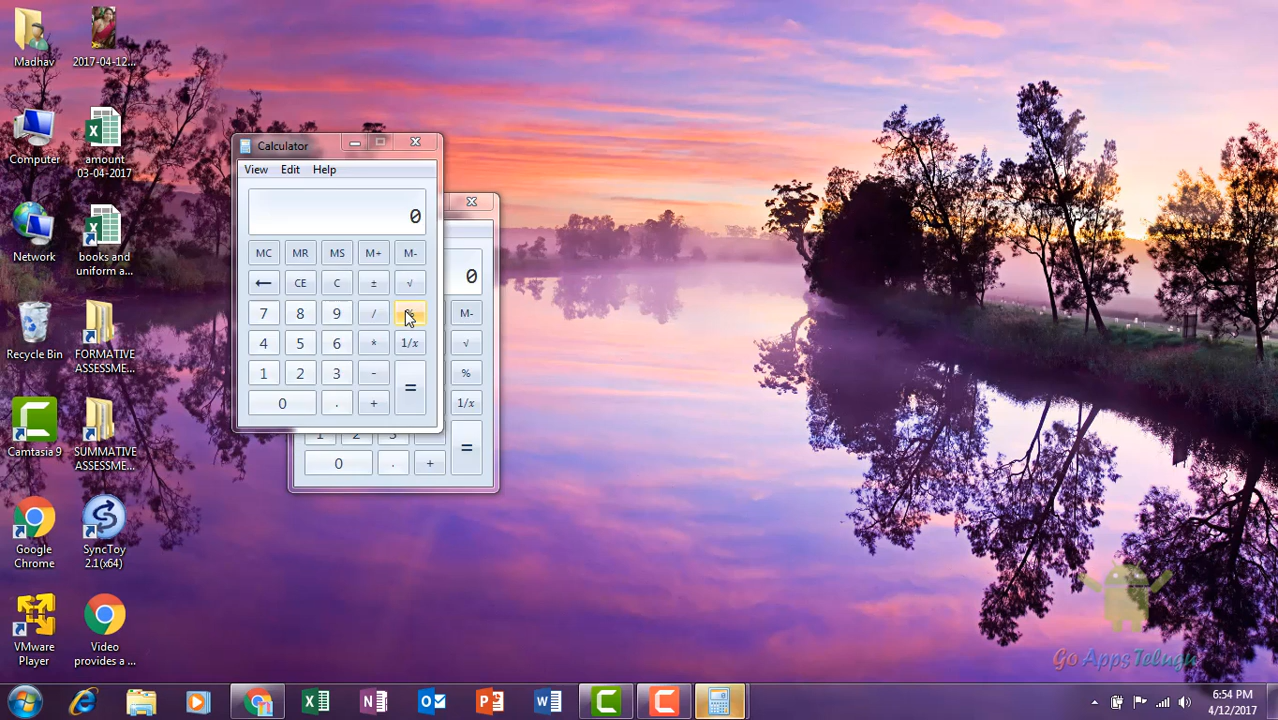 Madhav
2017-04-12...
Computer
amount
03-04-2017
Network
books and
uniform a...
Recycle Bin
FORMATIVE
ASSESSME...
Camtasia 9
SUMMATIVE
ASSESSME...
Google
Chrome
SyncToy
2.1(x64)
VMware
Player
Video
provides a ...
Calculator
View Edit Help
0
MC MR MS M+ M-
← CE C ± √
7 8 9 / %
4 5 6 * 1/x
1 2 3 - =
0 . +
0
M-
√
%
1/x
1 2 3
=
0 . +
Go Apps Telugu
6:54 PM
4/12/2017